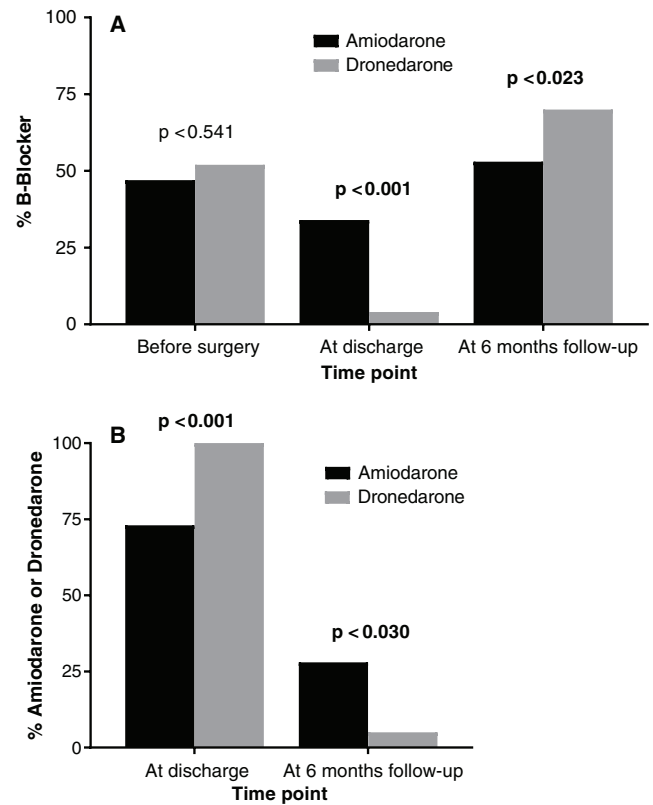 A
100
75
50
25
0
% B-Blocker
Amiodarone
Dronedarone
p <0.541
p <0.001
p <0.023
Before surgery
At discharge
At 6 months follow-up
Time point
B
100
75
50
25
0
% Amiodarone or Dronedarone
p <0.001
Amiodarone
Dronedarone
p <0.030
At discharge
At 6 months follow-up
Time point